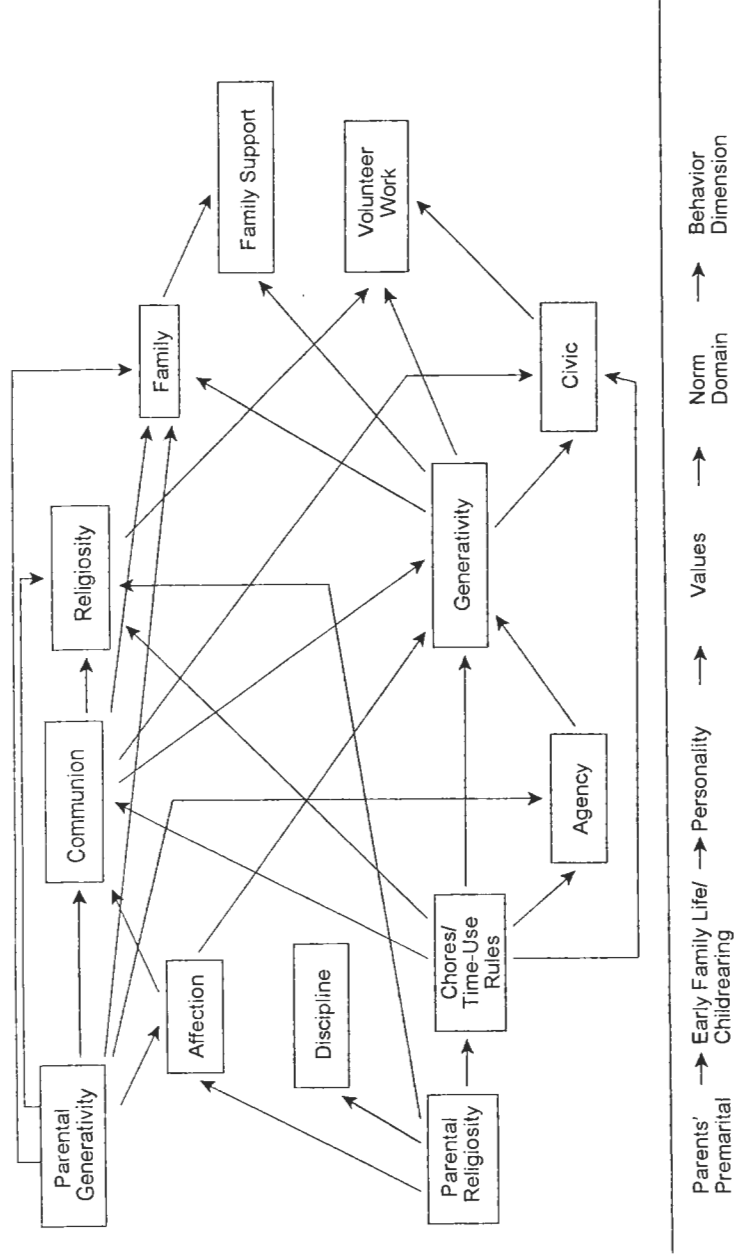 Parental
Generativity
Communion
Religiosity
Family
Family Support
Affection
Discipline
Volunteer
Work
Parental
Religiosity
Chores/
Time-Use
Rules
Generativity
Agency
Civic
Parents'
Premarital
Early Family Life/
Childrearing
Personality
Values
Norm
Domain
Behavior
Dimension